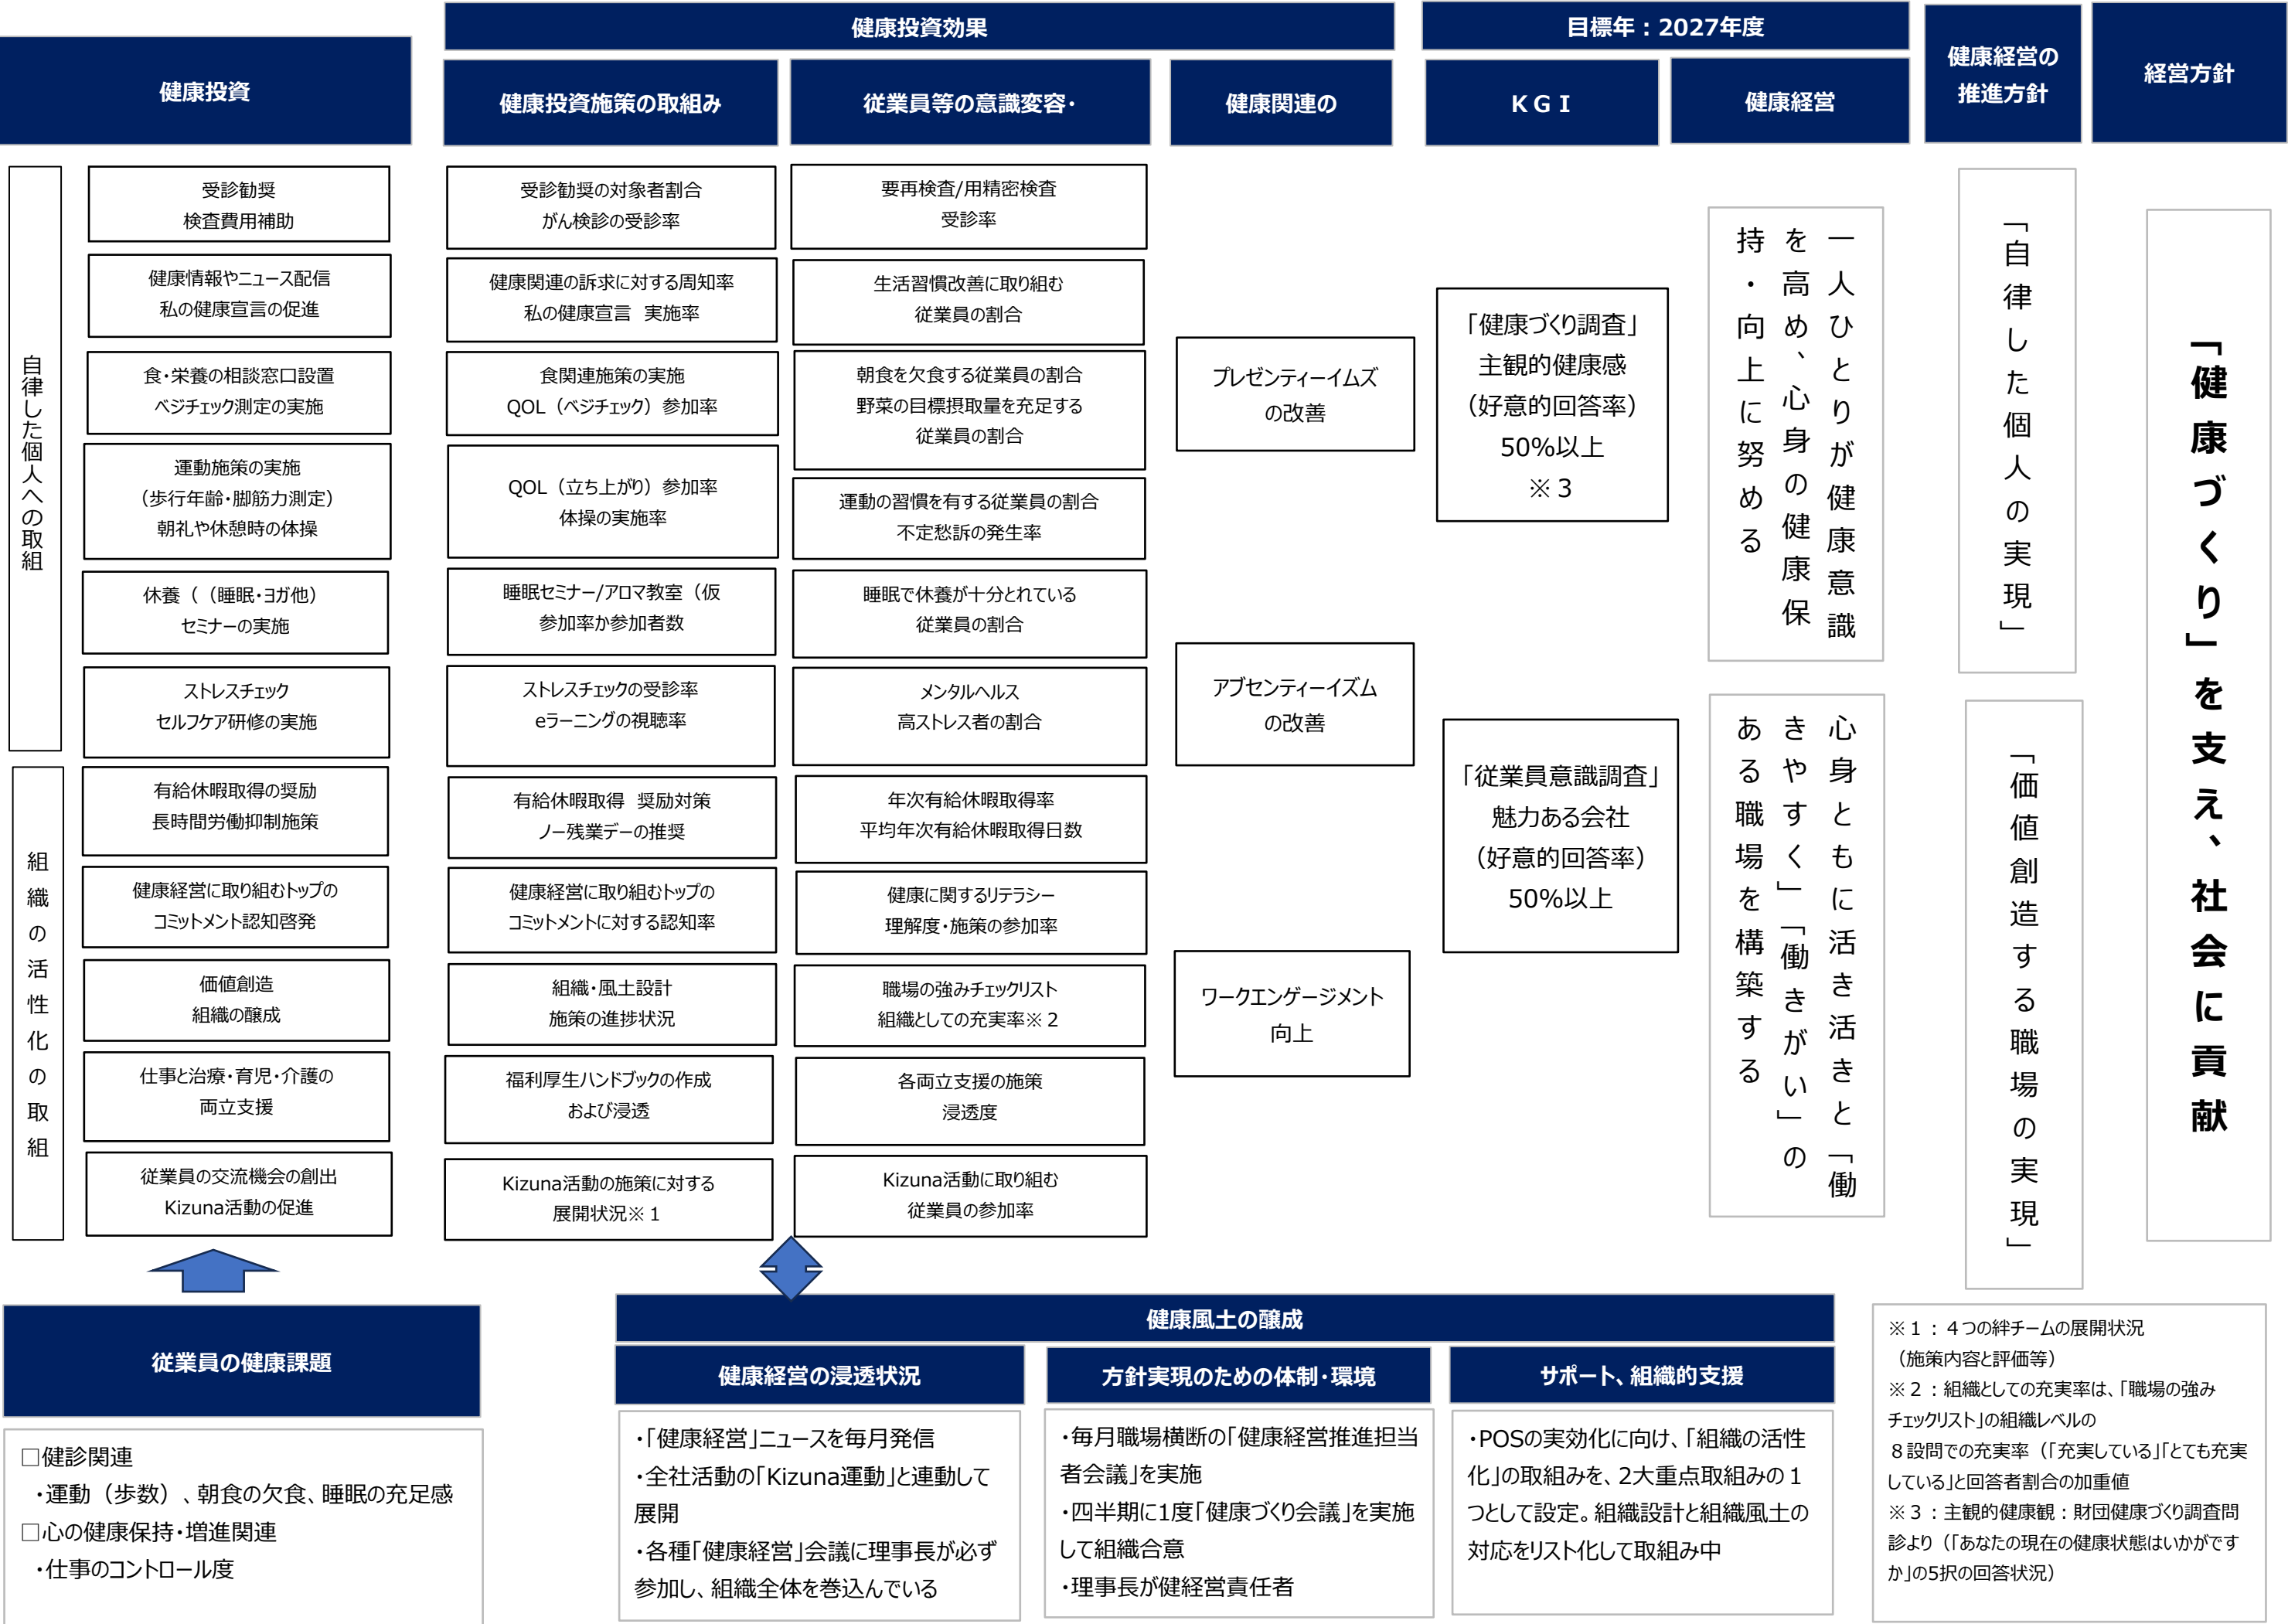 健康投資
健康投資効果
健康投資施策の取組み
従業員等の意識変容・
健康関連の
目標年：2027年度
ＫＧＩ
健康経営
健康経営の
推進方針
経営方針
自律した個人への取組
受診勧奨
検査費用補助
健康情報やニュース配信
私の健康宣言の促進
食・栄養の相談窓口設置
ベジチェック測定の実施
運動施策の実施
（歩行年齢・脚筋力測定）
朝礼や休憩時の体操
休養（（睡眠・ヨガ他）
セミナーの実施
ストレスチェック
セルフケア研修の実施
組織の活性化の取組
有給休暇取得の奨励
長時間労働抑制施策
健康経営に取り組むトップの
コミットメント認知啓発
価値創造
組織の醸成
仕事と治療・育児・介護の
両立支援
従業員の交流機会の創出
Kizuna活動の促進
受診勧奨の対象者割合
がん検診の受診率
健康関連の訴求に対する周知率
私の健康宣言　実施率
食関連施策の実施
QOL（ベジチェック）参加率
QOL（立ち上がり）参加率
体操の実施率
睡眠セミナー/アロマ教室（仮
参加率か参加者数
ストレスチェックの受診率
eラーニングの視聴率
有給休暇取得　奨励対策
ノー残業デーの推奨
健康経営に取り組むトップの
コミットメントに対する認知率
組織・風土設計
施策の進捗状況
福利厚生ハンドブックの作成
および浸透
Kizuna活動の施策に対する
展開状況※１
要再検査/用精密検査
受診率
生活習慣改善に取り組む
従業員の割合
朝食を欠食する従業員の割合
野菜の目標摂取量を充足する
従業員の割合
運動の習慣を有する従業員の割合
不定愁訴の発生率
睡眠で休養が十分とれている
従業員の割合
メンタルヘルス
高ストレス者の割合
年次有給休暇取得率
平均年次有給休暇取得日数
健康に関するリテラシー
理解度・施策の参加率
職場の強みチェックリスト
組織としての充実率※２
各両立支援の施策
浸透度
Kizuna活動に取り組む
従業員の参加率
プレゼンティーイムズ
の改善
アブセンティーイズム
の改善
ワークエンゲージメント
向上
「健康づくり調査」
主観的健康感
（好意的回答率）
50%以上
※３
「従業員意識調査」
魅力ある会社
（好意的回答率）
50%以上
一人ひとりが健康意識
を高め、心身の健康保
持・向上に努める
心身ともに活き活きと「働
きやすく」「働きがい」の
ある職場を構築する
「自律した個人の実現」
「価値創造する職場の実現」
「健康づくり」を支え、社会に貢献
従業員の健康課題
□健診関連
・運動（歩数）、朝食の欠食、睡眠の充足感
□心の健康保持・増進関連
・仕事のコントロール度
健康風土の醸成
健康経営の浸透状況
・「健康経営」ニュースを毎月発信
・全社活動の「Kizuna運動」と連動して
展開
・各種「健康経営」会議に理事長が必ず
参加し、組織全体を巻込んでいる
方針実現のための体制・環境
・毎月職場横断の「健康経営推進担当
者会議」を実施
・四半期に1度「健康づくり会議」を実施
して組織合意
・理事長が健経営責任者
サポート、組織的支援
・POSの実効化に向け、「組織の活性
化」の取組みを、2大重点取組みの１
つとして設定。組織設計と組織風土の
対応をリスト化して取組み中
※１：４つの絆チームの展開状況
（施策内容と評価等）
※２：組織としての充実率は、「職場の強み
チェックリスト」の組織レベルの
８設問での充実率（「充実している」「とても充実
している」と回答者割合の加重値
※３：主観的健康観：財団健康づくり調査問
診より（「あなたの現在の健康状態はいかがです
か」の5択の回答状況）